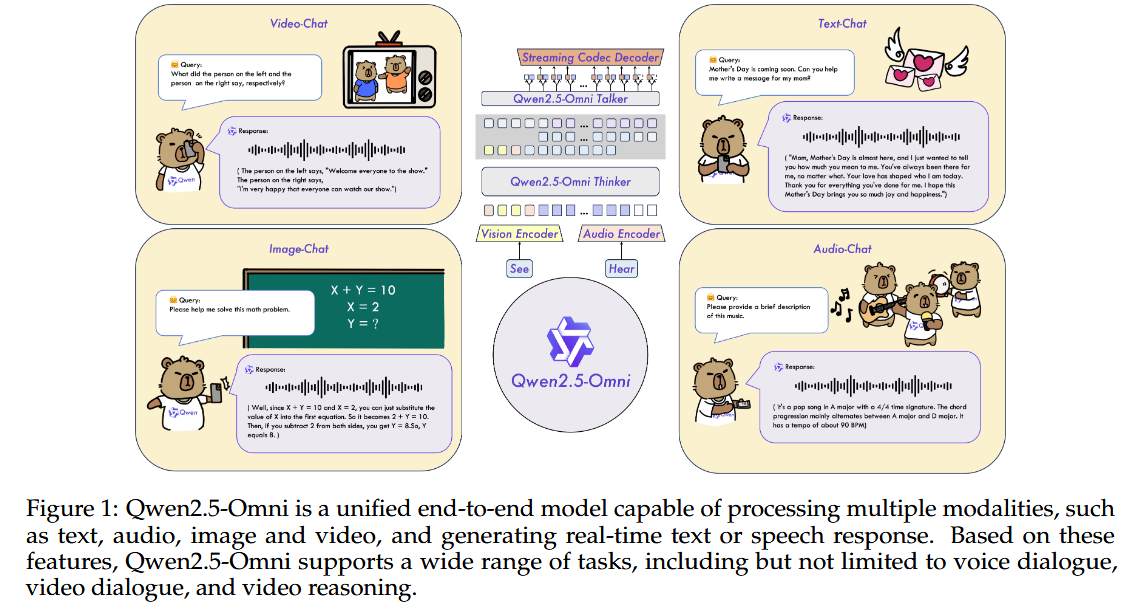 Video-Chat
Query:
What did the person on the left and the
person on the right say, respectively?
Response:
( The person on the left says, "Welcome everyone to the show."
The person on the right says,
"I'm very happy that everyone can watch our show.")
Qwen
Streaming Codec Decoder
...
Qwen2.5-Omni Talker
...
Qwen2.5-Omni Thinker
...
Vision Encoder
Audio Encoder
See
Hear
Qwen2.5-Omni
Text-Chat
Query:
Mother's Day is coming soon. Can you help
me write a message for my mom?
Response:
( "Mom, Mother's Day is almost here, and I just wanted to tell
you how much you mean to me. You've always been there for
me, no matter what. Your love has shaped who I am today.
Thank you for everything you've done for me. I hope this
Mother's Day brings you so much joy and happiness.")
Qwen
Image-Chat
X + Y = 10
X = 2
Y = ?
Query:
Please help me solve this math problem.
Response:
( Well, since X + Y = 10 and X = 2, you can just substitute the
value of X into the first equation. So it becomes 2 + Y = 10.
Then, if you subtract 2 from both sides, you get Y = 8.So, Y
equals 8. )
Qwen
Audio-Chat
Query:
Please provide a brief description
of this music.
Response:
( It's a pop song in A major with a 4/4 time signature. The chord
progression mainly alternates between A major and D major. It
has a tempo of about 90 BPM)
Figure 1: Qwen2.5-Omni is a unified end-to-end model capable of processing multiple modalities, such
as text, audio, image and video, and generating real-time text or speech response. Based on these
features, Qwen2.5-Omni supports a wide range of tasks, including but not limited to voice dialogue,
video dialogue, and video reasoning.